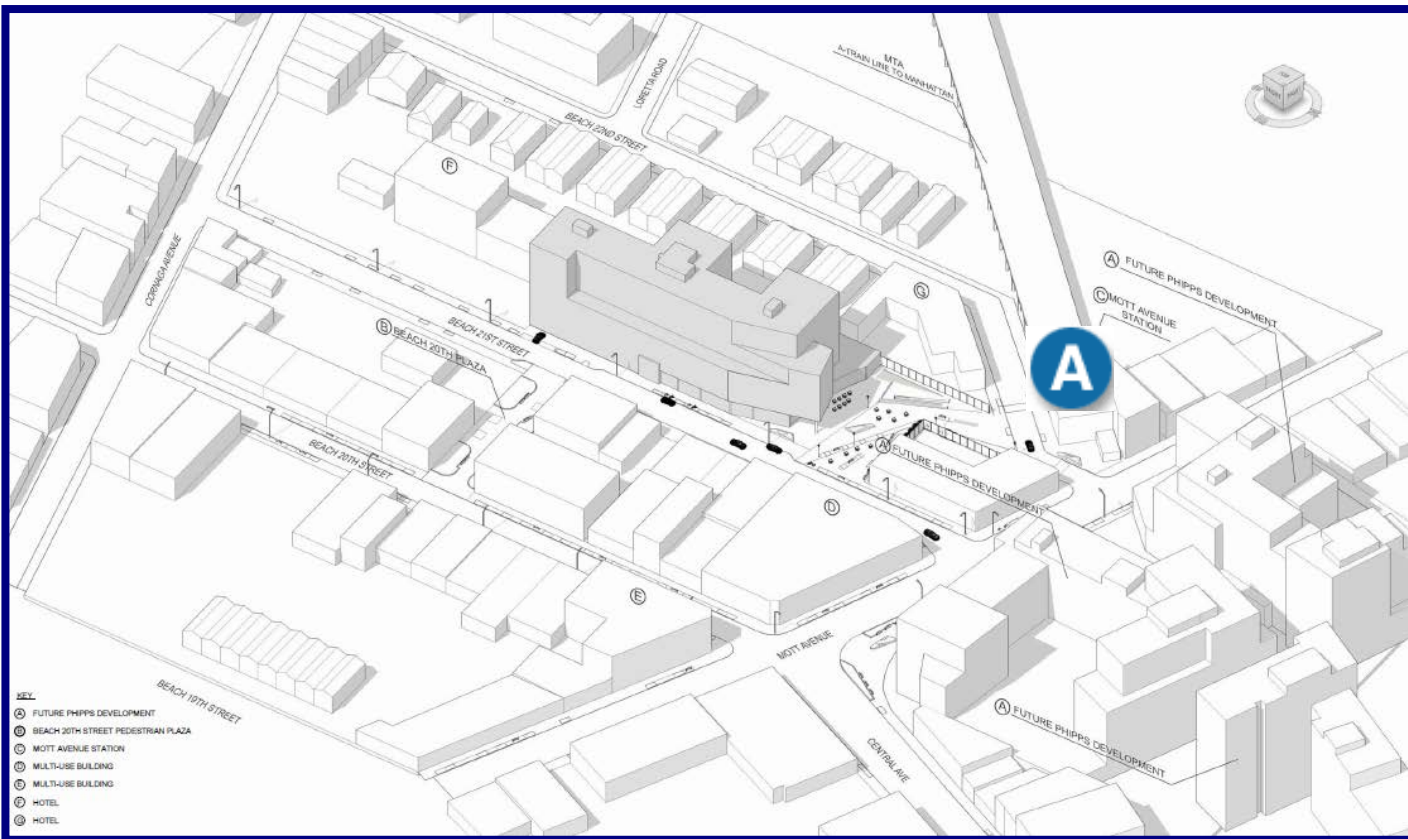 MTA
A-TRAIN LINE TO MANHATTAN
LORETTA ROAD
BEACH 22ND STREET
F
CORNAGA AVENUE
A FUTURE PHIPPS DEVELOPMENT
C MOTT AVENUE
STATION
G
BEACH 21ST STREET
B BEACH 20TH PLAZA
A
BEACH 20TH STREET
A FUTURE PHIPPS DEVELOPMENT
D
E
MOTT AVENUE
BEACH 19TH STREET
CENTRAL AVE
A FUTURE PHIPPS DEVELOPMENT
KEY
A FUTURE PHIPPS DEVELOPMENT
B BEACH 20TH STREET PEDESTRIAN PLAZA
C MOTT AVENUE STATION
D MULTI-USE BUILDING
E MULTI-USE BUILDING
F HOTEL
G HOTEL